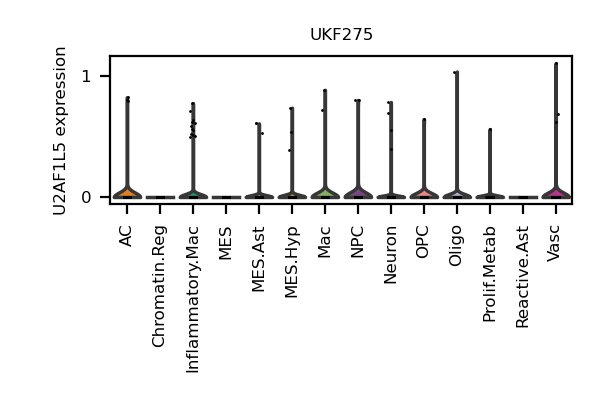 UKF275
U2AF1L5 expression
1
0
AC
Chromatin.Reg
Inflammatory.Mac
MES
MES.Ast
MES.Hyp
Mac
NPC
Neuron
OPC
Oligo
Prolif.Metab
Reactive.Ast
Vasc